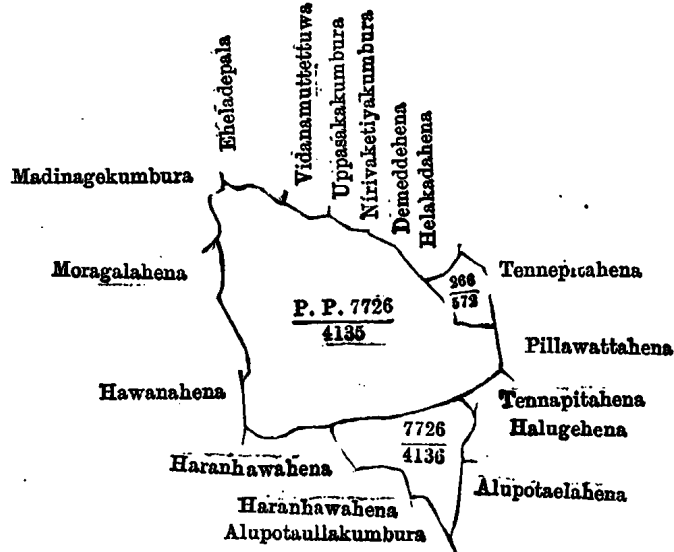 Eheladepala
Vidanamuttettuwa
Uppasakakumbura
Nirivaketiyakumbura
Demeddehena
Helakadahena
Madinagekumbura
Moragalahena
Tennepitahena
266
572
P. P. 7726
4135
Pillawattahena
Hawanahena
Tennapitahena
Halugehena
7726
4136
Haranhawahena
Alupotaelahena
Haranhawahena
Alupotaullakumbura